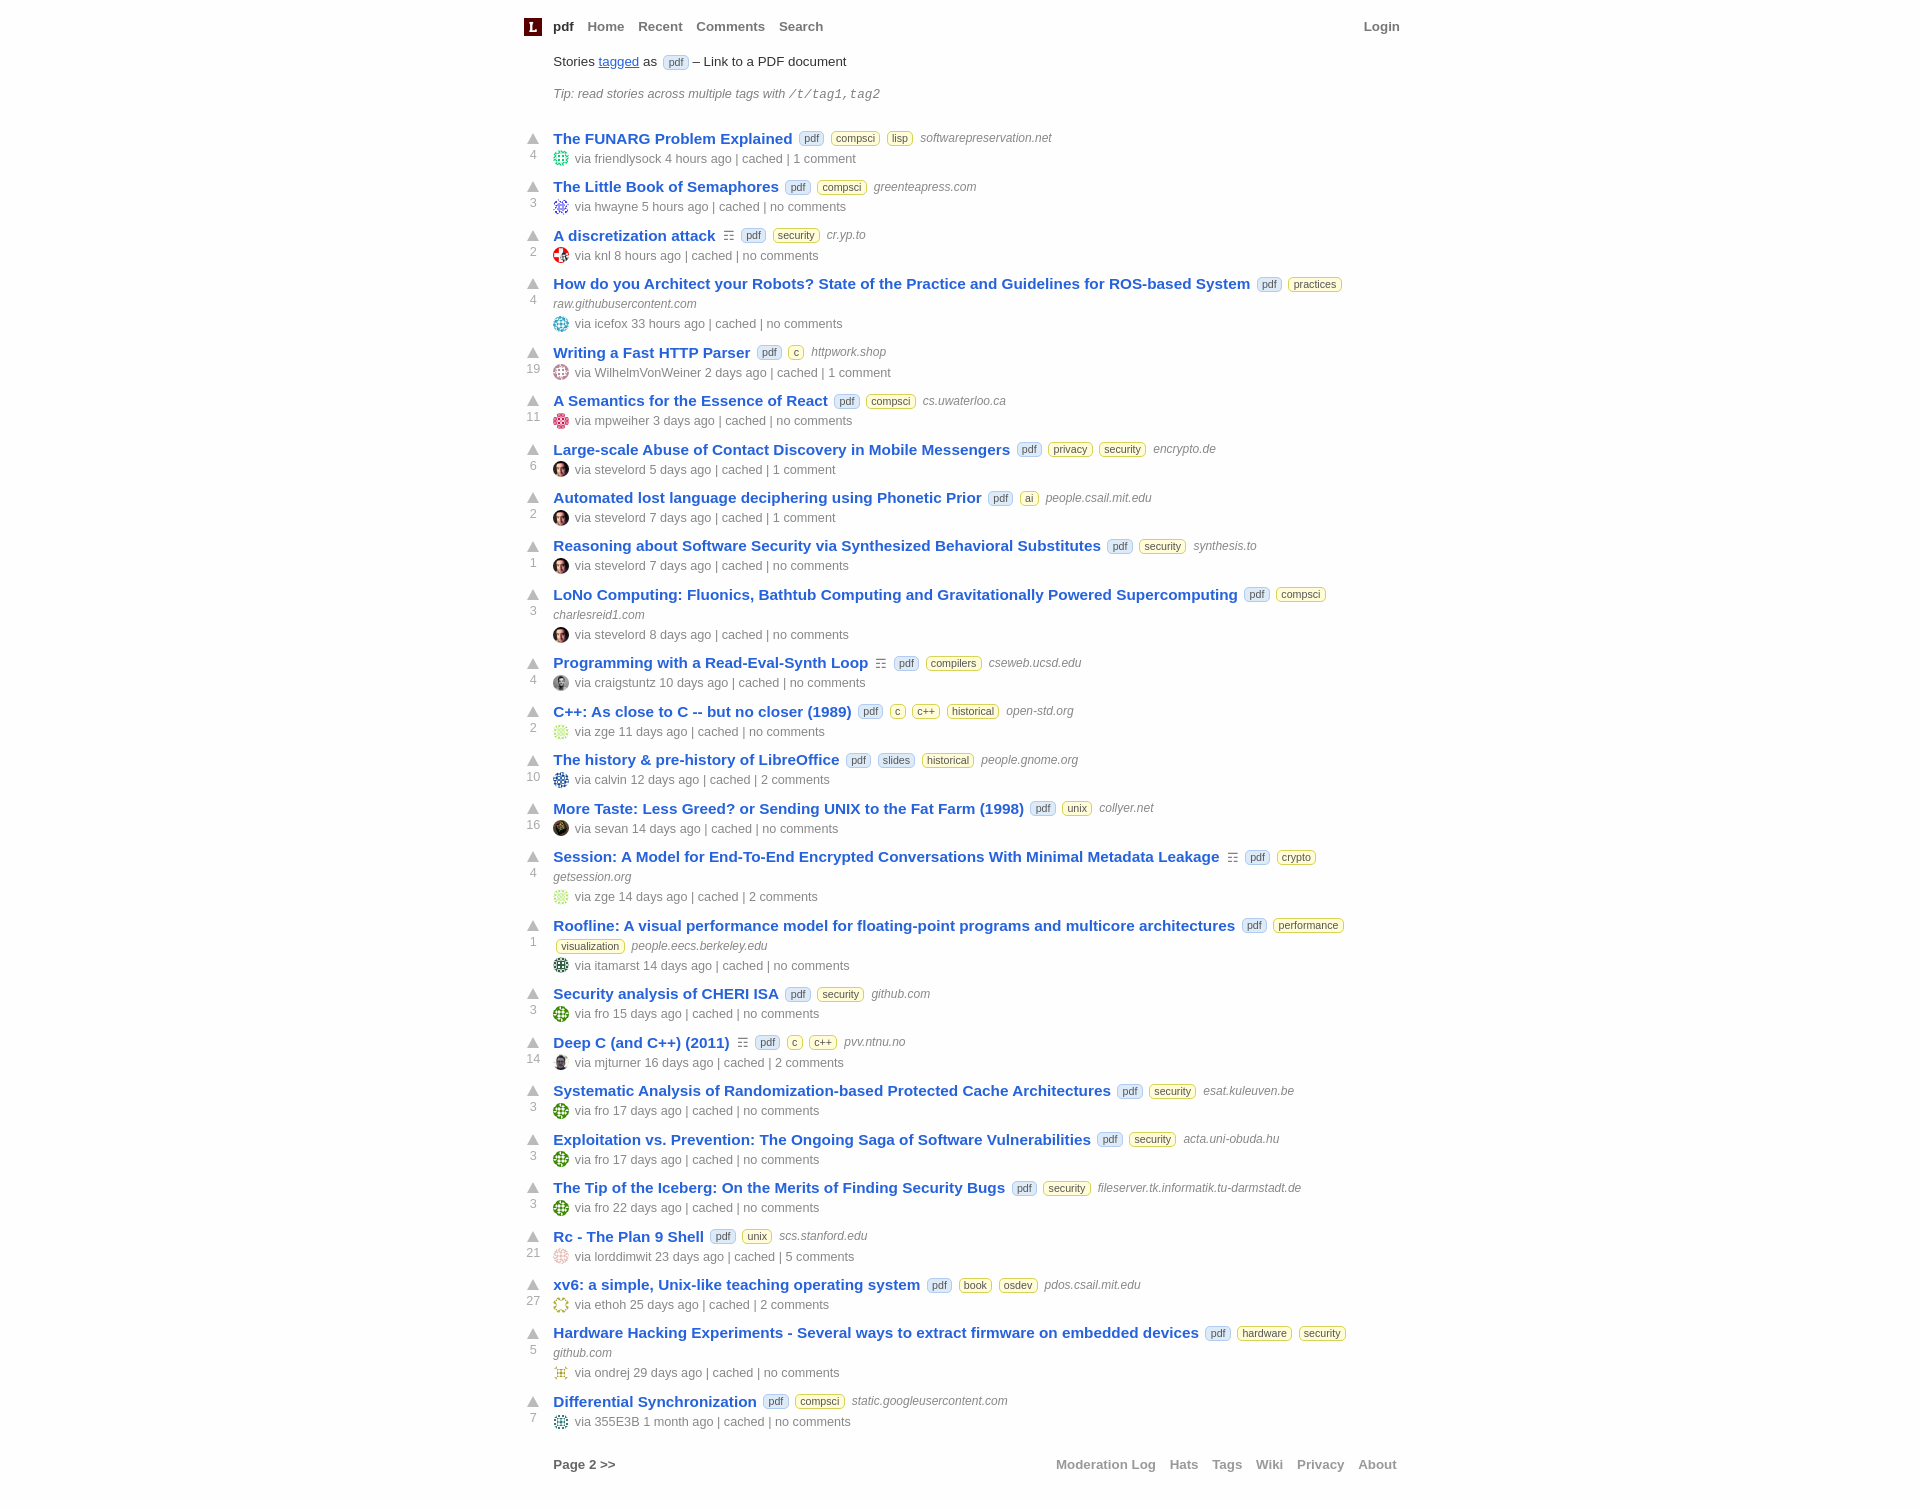 L pdf Home Recent Comments Search Login
Stories tagged as pdf – Link to a PDF document
Tip: read stories across multiple tags with /t/tag1,tag2
The FUNARG Problem Explained pdf compsci lisp softwarepreservation.net
4 via friendlysock 4 hours ago | cached | 1 comment
The Little Book of Semaphores pdf compsci greenteapress.com
3 via hwayne 5 hours ago | cached | no comments
A discretization attack ☶ pdf security cr.yp.to
2 via knl 8 hours ago | cached | no comments
How do you Architect your Robots? State of the Practice and Guidelines for ROS-based System pdf practices
4 raw.githubusercontent.com
via icefox 33 hours ago | cached | no comments
Writing a Fast HTTP Parser pdf c httpwork.shop
19 via WilhelmVonWeiner 2 days ago | cached | 1 comment
A Semantics for the Essence of React pdf compsci cs.uwaterloo.ca
11 via mpweiher 3 days ago | cached | no comments
Large-scale Abuse of Contact Discovery in Mobile Messengers pdf privacy security encrypto.de
6 via stevelord 5 days ago | cached | 1 comment
Automated lost language deciphering using Phonetic Prior pdf ai people.csail.mit.edu
2 via stevelord 7 days ago | cached | 1 comment
Reasoning about Software Security via Synthesized Behavioral Substitutes pdf security synthesis.to
1 via stevelord 7 days ago | cached | no comments
LoNo Computing: Fluonics, Bathtub Computing and Gravitationally Powered Supercomputing pdf compsci
3 charlesreid1.com
via stevelord 8 days ago | cached | no comments
Programming with a Read-Eval-Synth Loop ☶ pdf compilers cseweb.ucsd.edu
4 via craigstuntz 10 days ago | cached | no comments
C++: As close to C -- but no closer (1989) pdf c c++ historical open-std.org
2 via zge 11 days ago | cached | no comments
The history & pre-history of LibreOffice pdf slides historical people.gnome.org
10 via calvin 12 days ago | cached | 2 comments
More Taste: Less Greed? or Sending UNIX to the Fat Farm (1998) pdf unix collyer.net
16 via sevan 14 days ago | cached | no comments
Session: A Model for End-To-End Encrypted Conversations With Minimal Metadata Leakage ☶ pdf crypto
4 getsession.org
via zge 14 days ago | cached | 2 comments
Roofline: A visual performance model for floating-point programs and multicore architectures pdf performance
1 visualization people.eecs.berkeley.edu
via itamarst 14 days ago | cached | no comments
Security analysis of CHERI ISA pdf security github.com
3 via fro 15 days ago | cached | no comments
Deep C (and C++) (2011) ☶ pdf c c++ pvv.ntnu.no
14 via mjturner 16 days ago | cached | 2 comments
Systematic Analysis of Randomization-based Protected Cache Architectures pdf security esat.kuleuven.be
3 via fro 17 days ago | cached | no comments
Exploitation vs. Prevention: The Ongoing Saga of Software Vulnerabilities pdf security acta.uni-obuda.hu
3 via fro 17 days ago | cached | no comments
The Tip of the Iceberg: On the Merits of Finding Security Bugs pdf security fileserver.tk.informatik.tu-darmstadt.de
3 via fro 22 days ago | cached | no comments
Rc - The Plan 9 Shell pdf unix scs.stanford.edu
21 via lorddimwit 23 days ago | cached | 5 comments
xv6: a simple, Unix-like teaching operating system pdf book osdev pdos.csail.mit.edu
27 via ethoh 25 days ago | cached | 2 comments
Hardware Hacking Experiments - Several ways to extract firmware on embedded devices pdf hardware security
5 github.com
via ondrej 29 days ago | cached | no comments
Differential Synchronization pdf compsci static.googleusercontent.com
7 via 355E3B 1 month ago | cached | no comments
Page 2 >> Moderation Log Hats Tags Wiki Privacy About